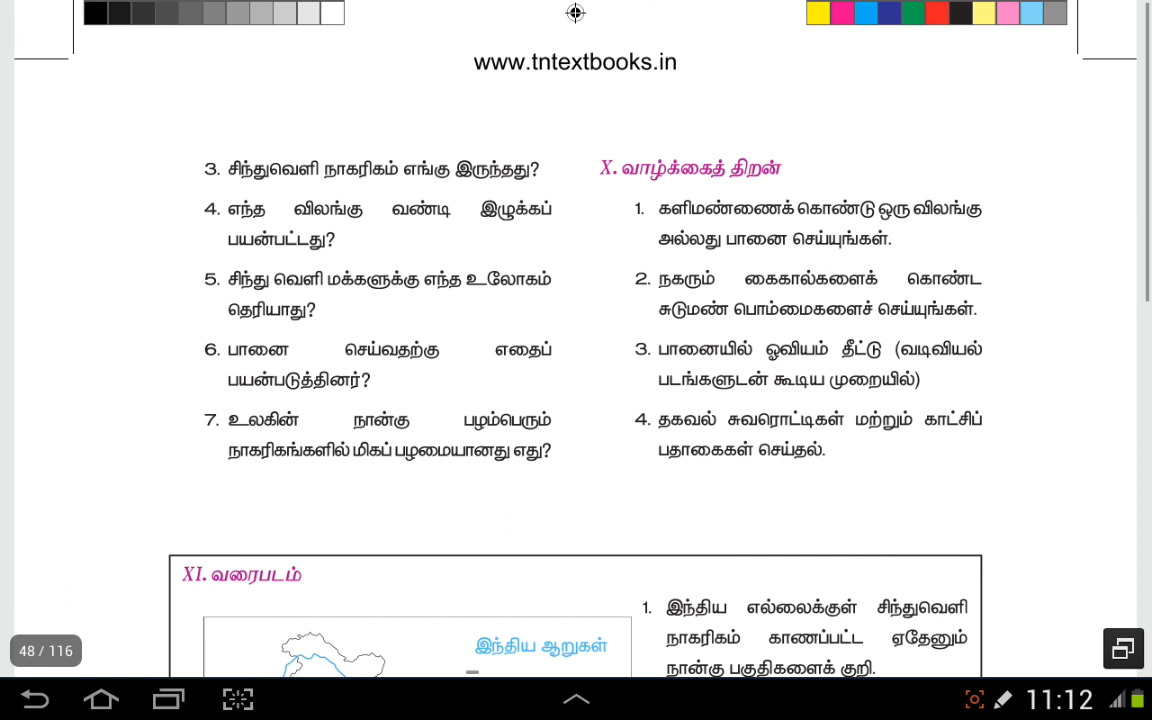 www.tntextbooks.in
3. சிந்துவெளி நாகரிகம் எங்கு இருந்தது?
4. எந்த விலங்கு வண்டி இழுக்கப்
பயன்பட்டது?
5. சிந்து வெளி மக்களுக்கு எந்த உலோகம்
தெரியாது?
6. பானை செய்வதற்கு எதைப்
பயன்படுத்தினர்?
7. உலகின் நான்கு பழம்பெரும்
நாகரிகங்களில் மிகப் பழமையானது எது?
X. வாழ்க்கைத் திறன்
1. களிமண்ணைக் கொண்டு ஒரு விலங்கு
அல்லது பானை செய்யுங்கள்.
2. நகரும் கைகால்களைக் கொண்ட
சுடுமண் பொம்மைகளைச் செய்யுங்கள்.
3. பானையில் ஓவியம் தீட்டு (வடிவியல்
படங்களுடன் கூடிய முறையில்)
4. தகவல் சுவரொட்டிகள் மற்றும் காட்சிப்
பதாகைகள் செய்தல்.
XI. வரைபடம்
இந்திய ஆறுகள்
1. இந்திய எல்லைக்குள் சிந்துவெளி
நாகரிகம் காணப்பட்ட ஏதேனும்
நான்கு பகுதிகளைக் குறி.
48 / 116
11:12